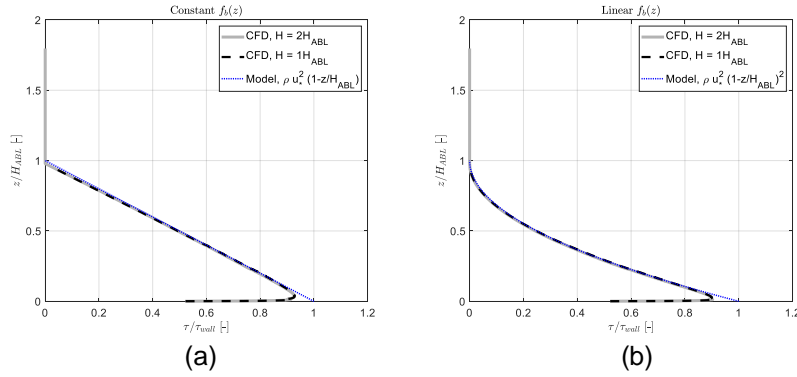 Constant f_b(z)
CFD, H = 2H_ABL
CFD, H = 1H_ABL
Model, ρ u_*^2 (1-z/H_ABL)
z/H_ABL [-]
2
1.5
1
0.5
0
0 0.2 0.4 0.6 0.8 1 1.2
τ/τ_wall [-]
(a)
Linear f_b(z)
CFD, H = 2H_ABL
CFD, H = 1H_ABL
Model, ρ u_*^2 (1-z/H_ABL)^2
z/H_ABL [-]
2
1.5
1
0.5
0
0 0.2 0.4 0.6 0.8 1 1.2
τ/τ_wall [-]
(b)